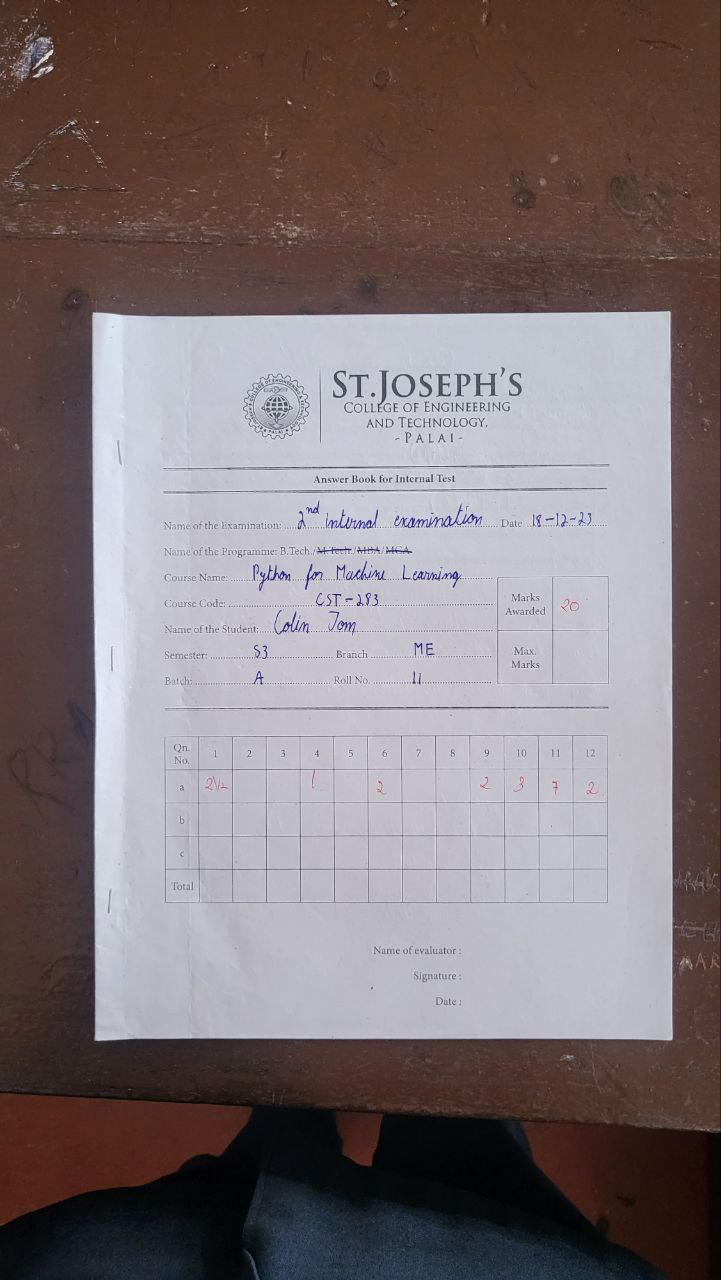 ST.JOSEPH'S
COLLEGE OF ENGINEERING
AND TECHNOLOGY,
- PALAI -
Answer Book for Internal Test
Name of the Examination: 2nd internal examination Date 18-12-23
Name of the Programme: B.Tech./M.Tech./MBA/MCA
Course Name: Python for Machine Learning
Course Code: CST-283
Marks Awarded 20
Name of the Student: Colin Tom
Semester: S3 Branch ME
Max. Marks
Batch: A Roll No. 11
Qn. No. 1 2 3 4 5 6 7 8 9 10 11 12
a 2 1/2 1 2 2 3 7 2
b
c
Total
Name of evaluator :
Signature :
Date :